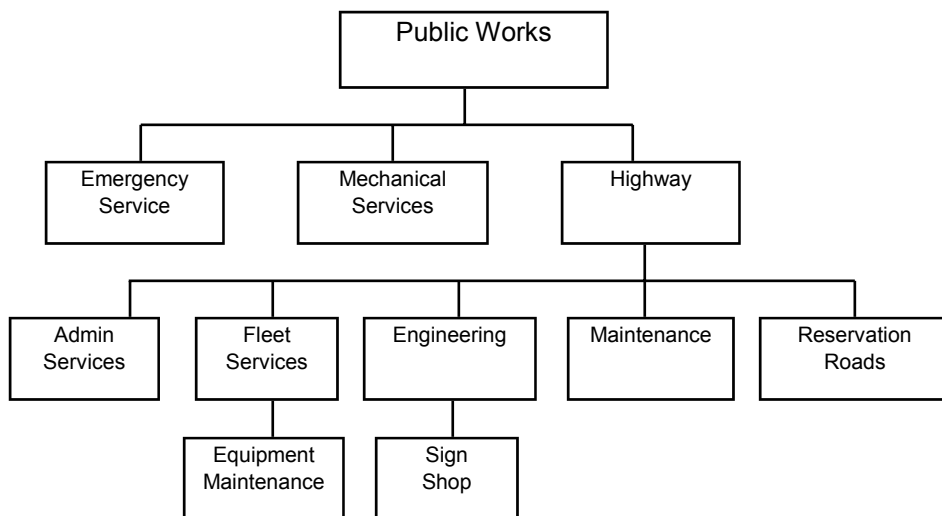 Public Works
Emergency
Service
Mechanical
Services
Highway
Admin
Services
Fleet
Services
Engineering
Maintenance
Reservation
Roads
Equipment
Maintenance
Sign
Shop